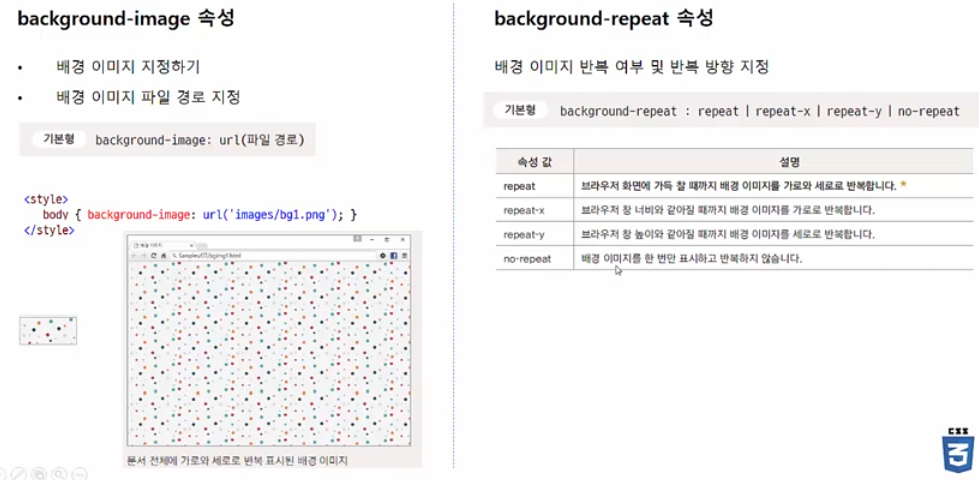 background-image 속성
• 배경 이미지 지정하기
• 배경 이미지 파일 경로 지정
기본형 background-image: url(파일 경로)
<style>
body { background-image: url('images/bg1.png'); }
</style>
배경 이미지
Samples/07/bgimg1.html
문서 전체에 가로와 세로로 반복 표시된 배경 이미지
background-repeat 속성
배경 이미지 반복 여부 및 반복 방향 지정
기본형 background-repeat : repeat | repeat-x | repeat-y | no-repeat
속성 값 설명
repeat 브라우저 화면에 가득 찰 때까지 배경 이미지를 가로와 세로로 반복합니다. *
repeat-x 브라우저 창 너비와 같아질 때까지 배경 이미지를 가로로 반복합니다.
repeat-y 브라우저 창 높이와 같아질 때까지 배경 이미지를 세로로 반복합니다.
no-repeat 배경 이미지를 한 번만 표시하고 반복하지 않습니다.
CSS
3